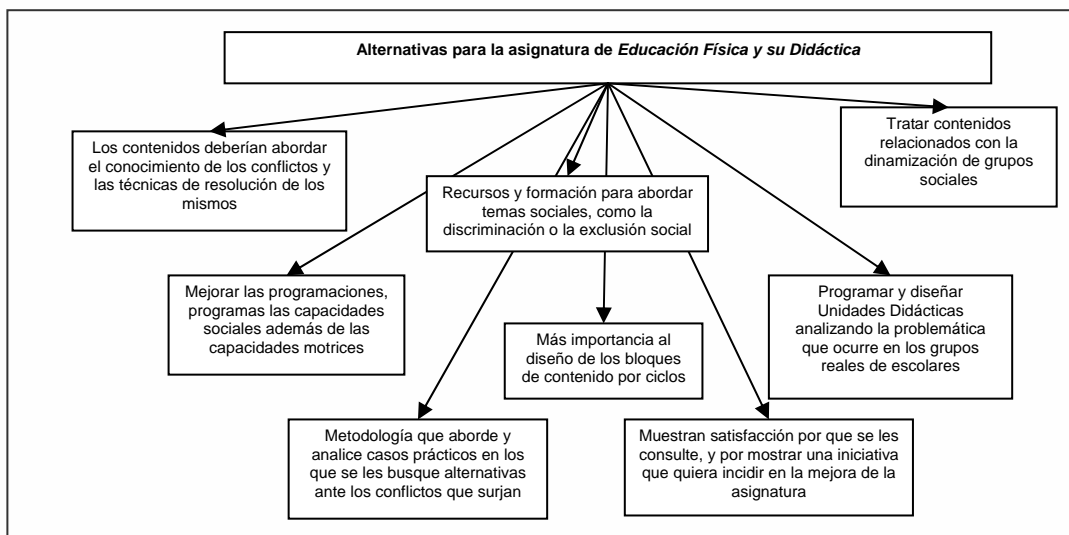 Alternativas para la asignatura de Educación Física y su Didáctica
Los contenidos deberían abordar
el conocimiento de los conflictos y
las técnicas de resolución de los
mismos
Tratar contenidos
relacionados con la
dinamización de grupos
sociales
Recursos y formación para abordar
temas sociales, como la
discriminación o la exclusión social
Mejorar las programaciones,
programas las capacidades
sociales además de las
capacidades motrices
Más importancia al
diseño de los bloques
de contenido por ciclos
Programar y diseñar
Unidades Didácticas
analizando la problemática
que ocurre en los grupos
reales de escolares
Metodología que aborde y
analice casos prácticos en los
que se les busque alternativas
ante los conflictos que surjan
Muestran satisfacción por que se les
consulte, y por mostrar una iniciativa
que quiera incidir en la mejora de la
asignatura